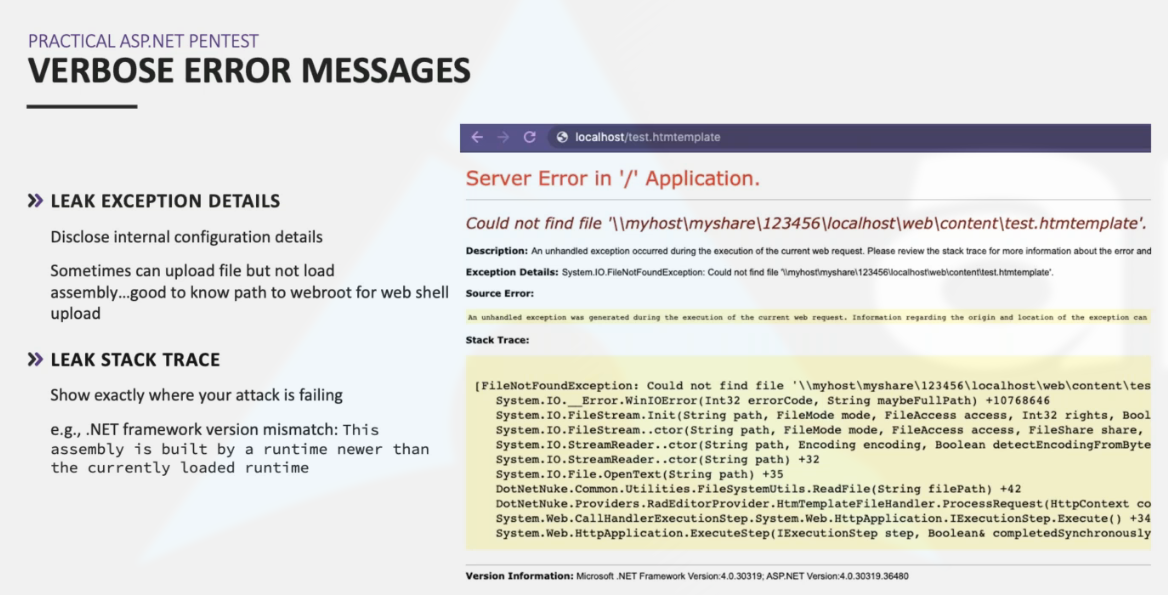 PRACTICAL ASP.NET PENTEST
VERBOSE ERROR MESSAGES
LEAK EXCEPTION DETAILS
Disclose internal configuration details
Sometimes can upload file but not load
assembly...good to know path to webroot for web shell
upload
LEAK STACK TRACE
Show exactly where your attack is failing
e.g., .NET framework version mismatch: This
assembly is built by a runtime newer than
the currently loaded runtime
localhost/test.htmtemplate
Server Error in '/' Application.
Could not find file '\\myhost\myshare\123456\localhost\web\content\test.htmtemplate'.
Description: An unhandled exception occurred during the execution of the current web request. Please review the stack trace for more information about the error and
Exception Details: System.IO.FileNotFoundException: Could not find file '\\myhost\myshare\123456\localhost\web\content\test.htmtemplate'.
Source Error:
An unhandled exception was generated during the execution of the current web request. Information regarding the origin and location of the exception can
Stack Trace:
[FileNotFoundException: Could not find file '\\myhost\myshare\123456\localhost\web\content\tes
System.IO.__Error.WinIOError(Int32 errorCode, String maybeFullPath) +10768646
System.IO.FileStream.Init(String path, FileMode mode, FileAccess access, Int32 rights, Bool
System.IO.FileStream..ctor(String path, FileMode mode, FileAccess access, FileShare share,
System.IO.StreamReader..ctor(String path, Encoding encoding, Boolean detectEncodingFromByte
System.IO.StreamReader..ctor(String path) +32
System.IO.File.OpenText(String path) +35
DotNetNuke.Common.Utilities.FileSystemUtils.ReadFile(String filePath) +42
DotNetNuke.Providers.RadEditorProvider.HtmTemplateFileHandler.ProcessRequest(HttpContext co
System.Web.CallHandlerExecutionStep.System.Web.HttpApplication.IExecutionStep.Execute() +34
System.Web.HttpApplication.ExecuteStep(IExecutionStep step, Boolean& completedSynchronously
Version Information: Microsoft .NET Framework Version:4.0.30319; ASP.NET Version:4.0.30319.36480